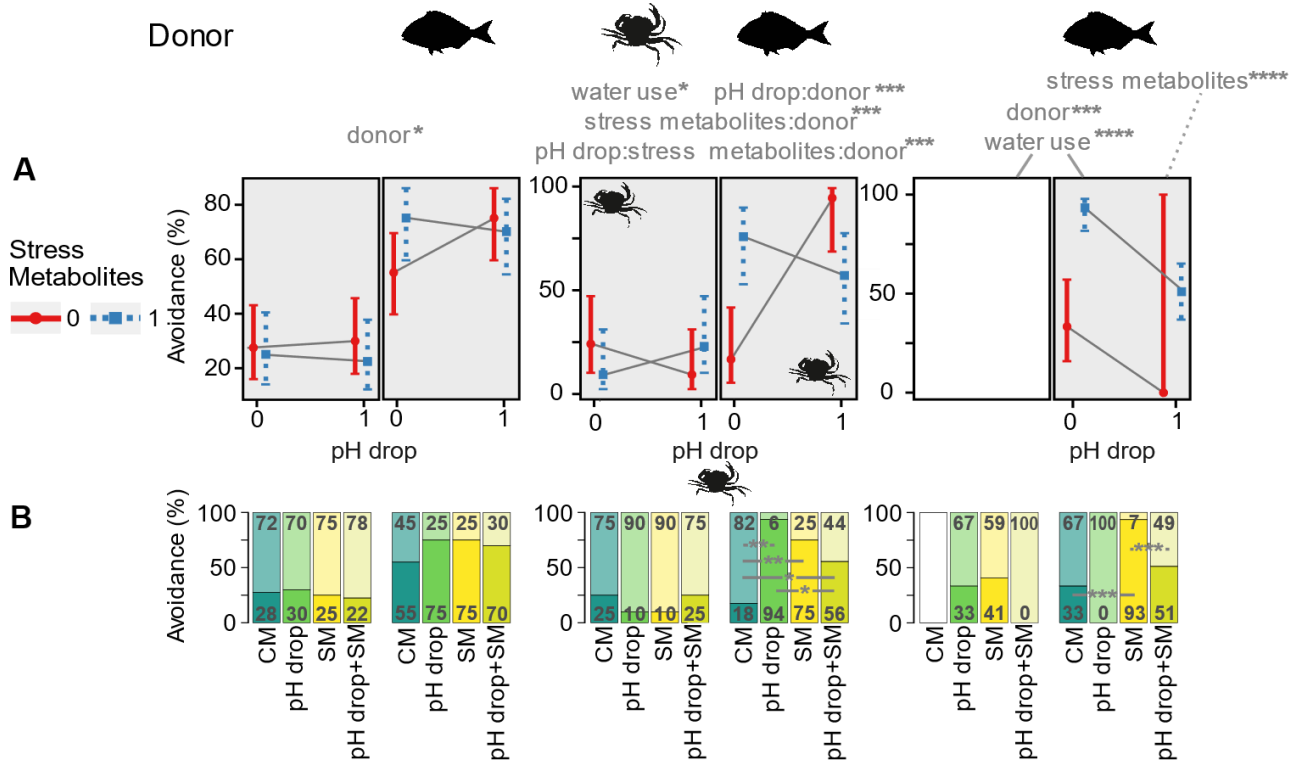 Donor
stress metabolites****
water use* pH drop:donor ***
donor***
stress metabolites:donor***
donor* water use****
pH drop:stress metabolites:donor***
A
Avoidance (%)
Stress
Metabolites
0 1
80
60
40
20
100
50
0
100
50
0
0 1 0 1 0 1 0 1 0 1
pH drop pH drop pH drop
B
Avoidance (%)
100 50 0
72 70 75 78
28 30 25 22
45 25 25 30
55 75 75 70
100 50 0
75 90 90 75
25 10 10 25
82 6 25 44
**
**
*
*
18 94 75 56
100 50 0
67 59 100
33 41 0
67 100 7 49
***
***
33 0 93 51
CM pH drop SM pH drop+SM
CM pH drop SM pH drop+SM
CM pH drop SM pH drop+SM
CM pH drop SM pH drop+SM
CM pH drop SM pH drop+SM
CM pH drop SM pH drop+SM